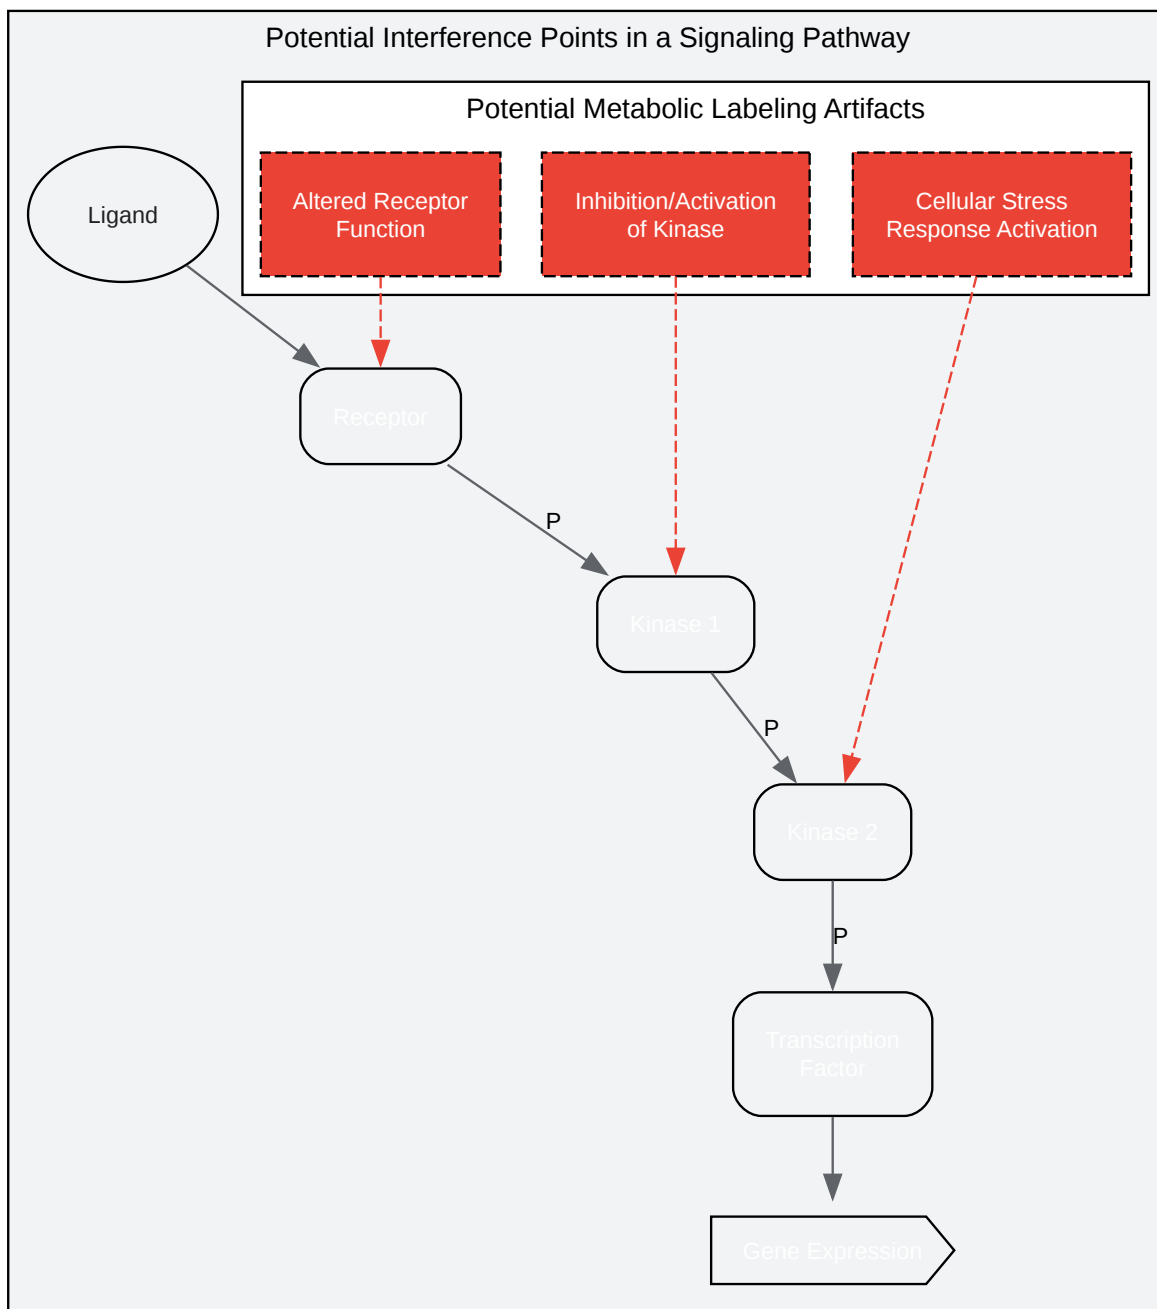 Potential Interference Points in a Signaling Pathway
Potential Metabolic Labeling Artifacts
Ligand
Altered Receptor
Function
Inhibition/Activation
of Kinase
Cellular Stress
Response Activation
Receptor
P
Kinase 1
P
Kinase 2
P
Transcription
Factor
Gene Expression